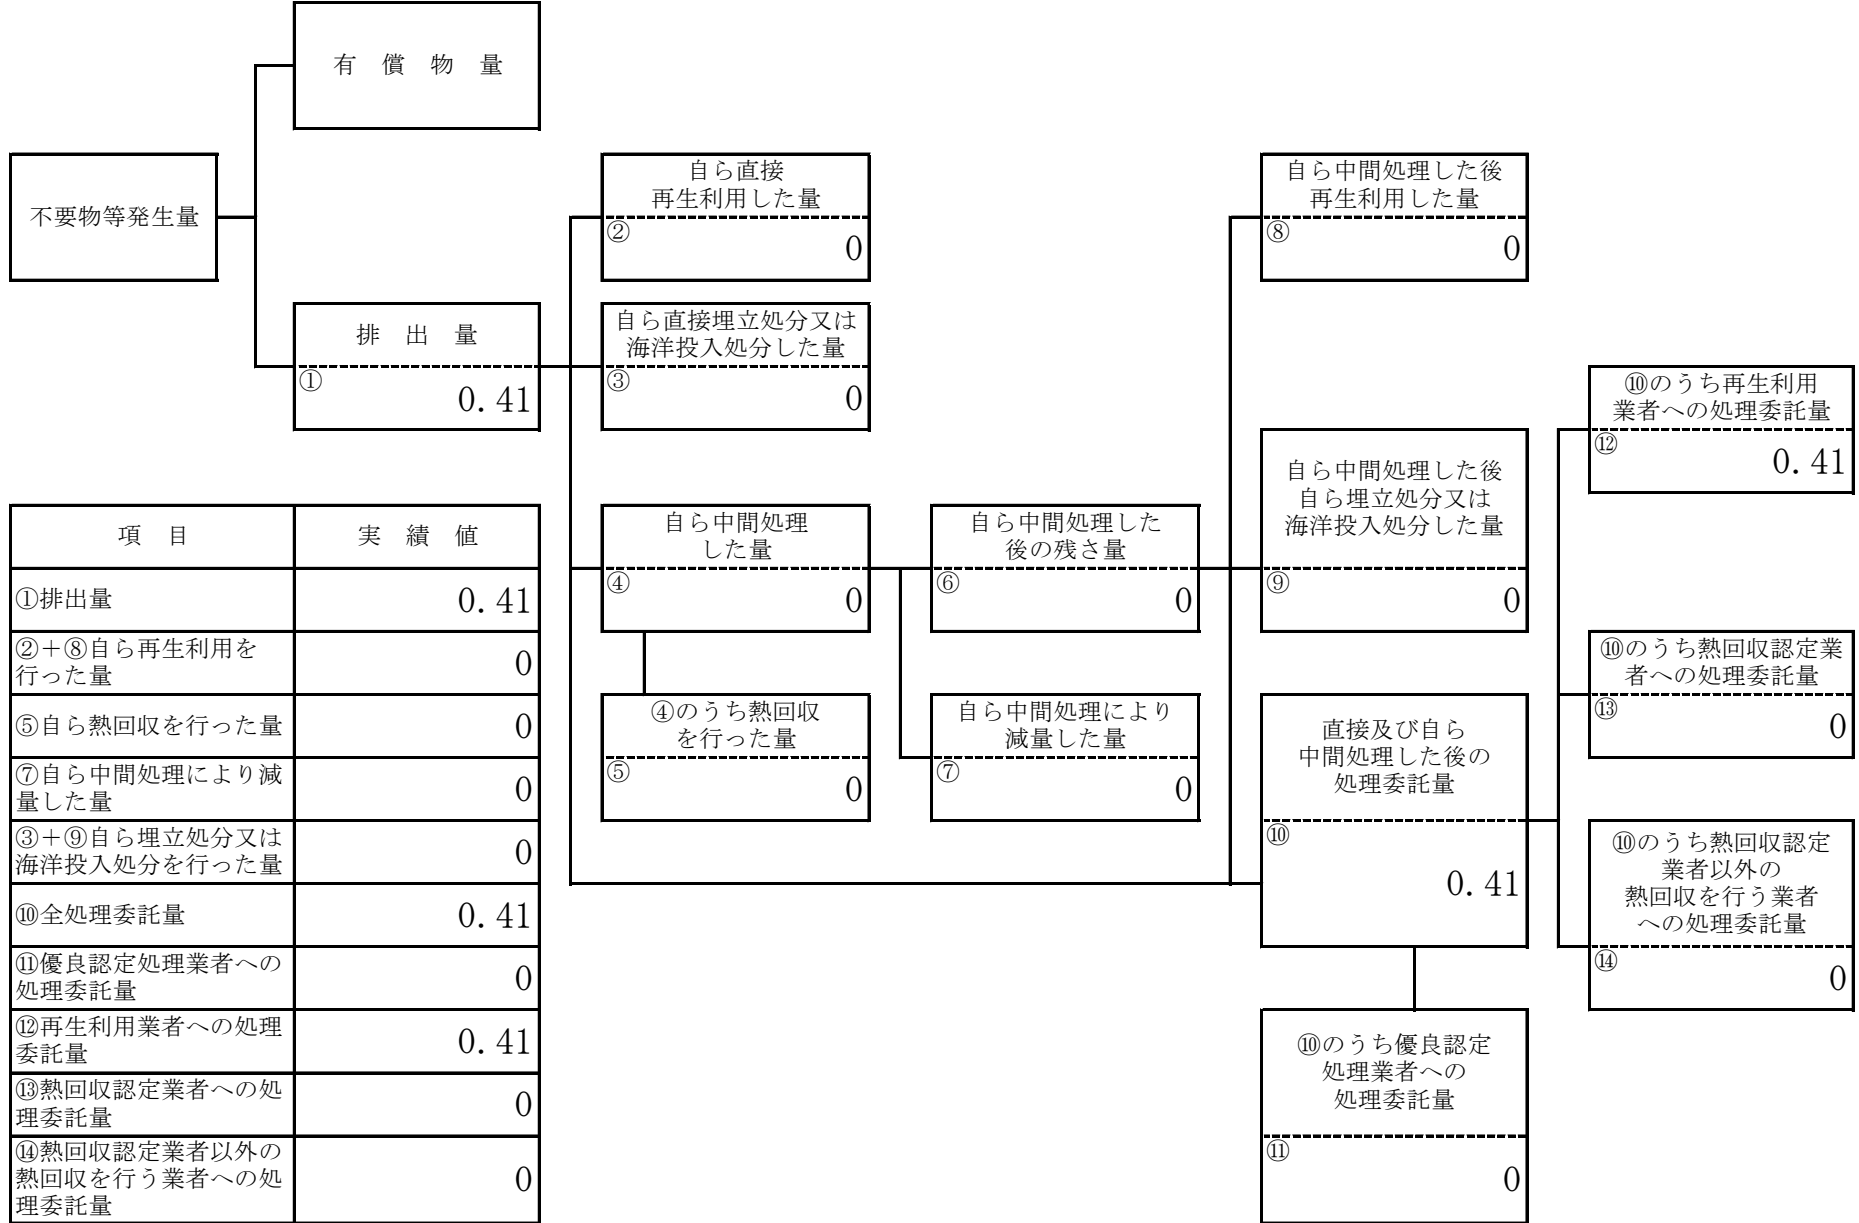 有 償 物 量
不要物等発生量
排 出 量
①
0.41
自ら直接
再生利用した量
②
0
自ら直接埋立処分又は
海洋投入処分した量
③
0
自ら中間処理
した量
④
0
④のうち熱回収
を行った量
⑤
0
自ら中間処理した
後の残さ量
⑥
0
自ら中間処理により
減量した量
⑦
0
自ら中間処理した後
再生利用した量
⑧
0
自ら中間処理した後
自ら埋立処分又は
海洋投入処分した量
⑨
0
直接及び自ら
中間処理した後の
処理委託量
⑩
0.41
⑩のうち優良認定
処理業者への
処理委託量
⑪
0
⑩のうち再生利用
業者への処理委託量
⑫
0.41
⑩のうち熱回収認定業
者への処理委託量
⑬
0
⑩のうち熱回収認定
業者以外の
熱回収を行う業者
への処理委託量
⑭
0
項 目
実 績 値
①排出量
0.41
②+⑧自ら再生利用を
行った量
0
⑤自ら熱回収を行った量
0
⑦自ら中間処理により減
量した量
0
③+⑨自ら埋立処分又は
海洋投入処分を行った量
0
⑩全処理委託量
0.41
⑪優良認定処理業者への
処理委託量
0
⑫再生利用業者への処理
委託量
0.41
⑬熱回収認定業者への処
理委託量
0
⑭熱回収認定業者以外の
熱回収を行う業者への処
理委託量
0